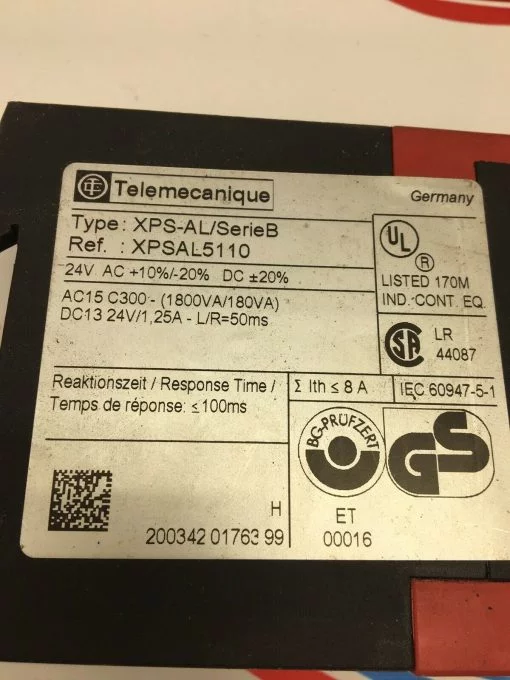 Telemecanique
Germany
Type: XPS-AL/SerieB
Ref. : XPSAL5110
24V AC +10%/-20% DC ±20%
AC15 C300 - (1800VA/180VA)
DC13 24V/1,25A - L/R=50ms
UL
®
LISTED 170M
IND. CONT. EQ.
SA
LR
44087
Reaktionszeit / Response Time /
Temps de réponse: ≤ 100ms
Σ Ith ≤ 8 A
IEC 60947-5-1
BG-PRÜFZERT
GS
H
200342 01763 99
ET
00016